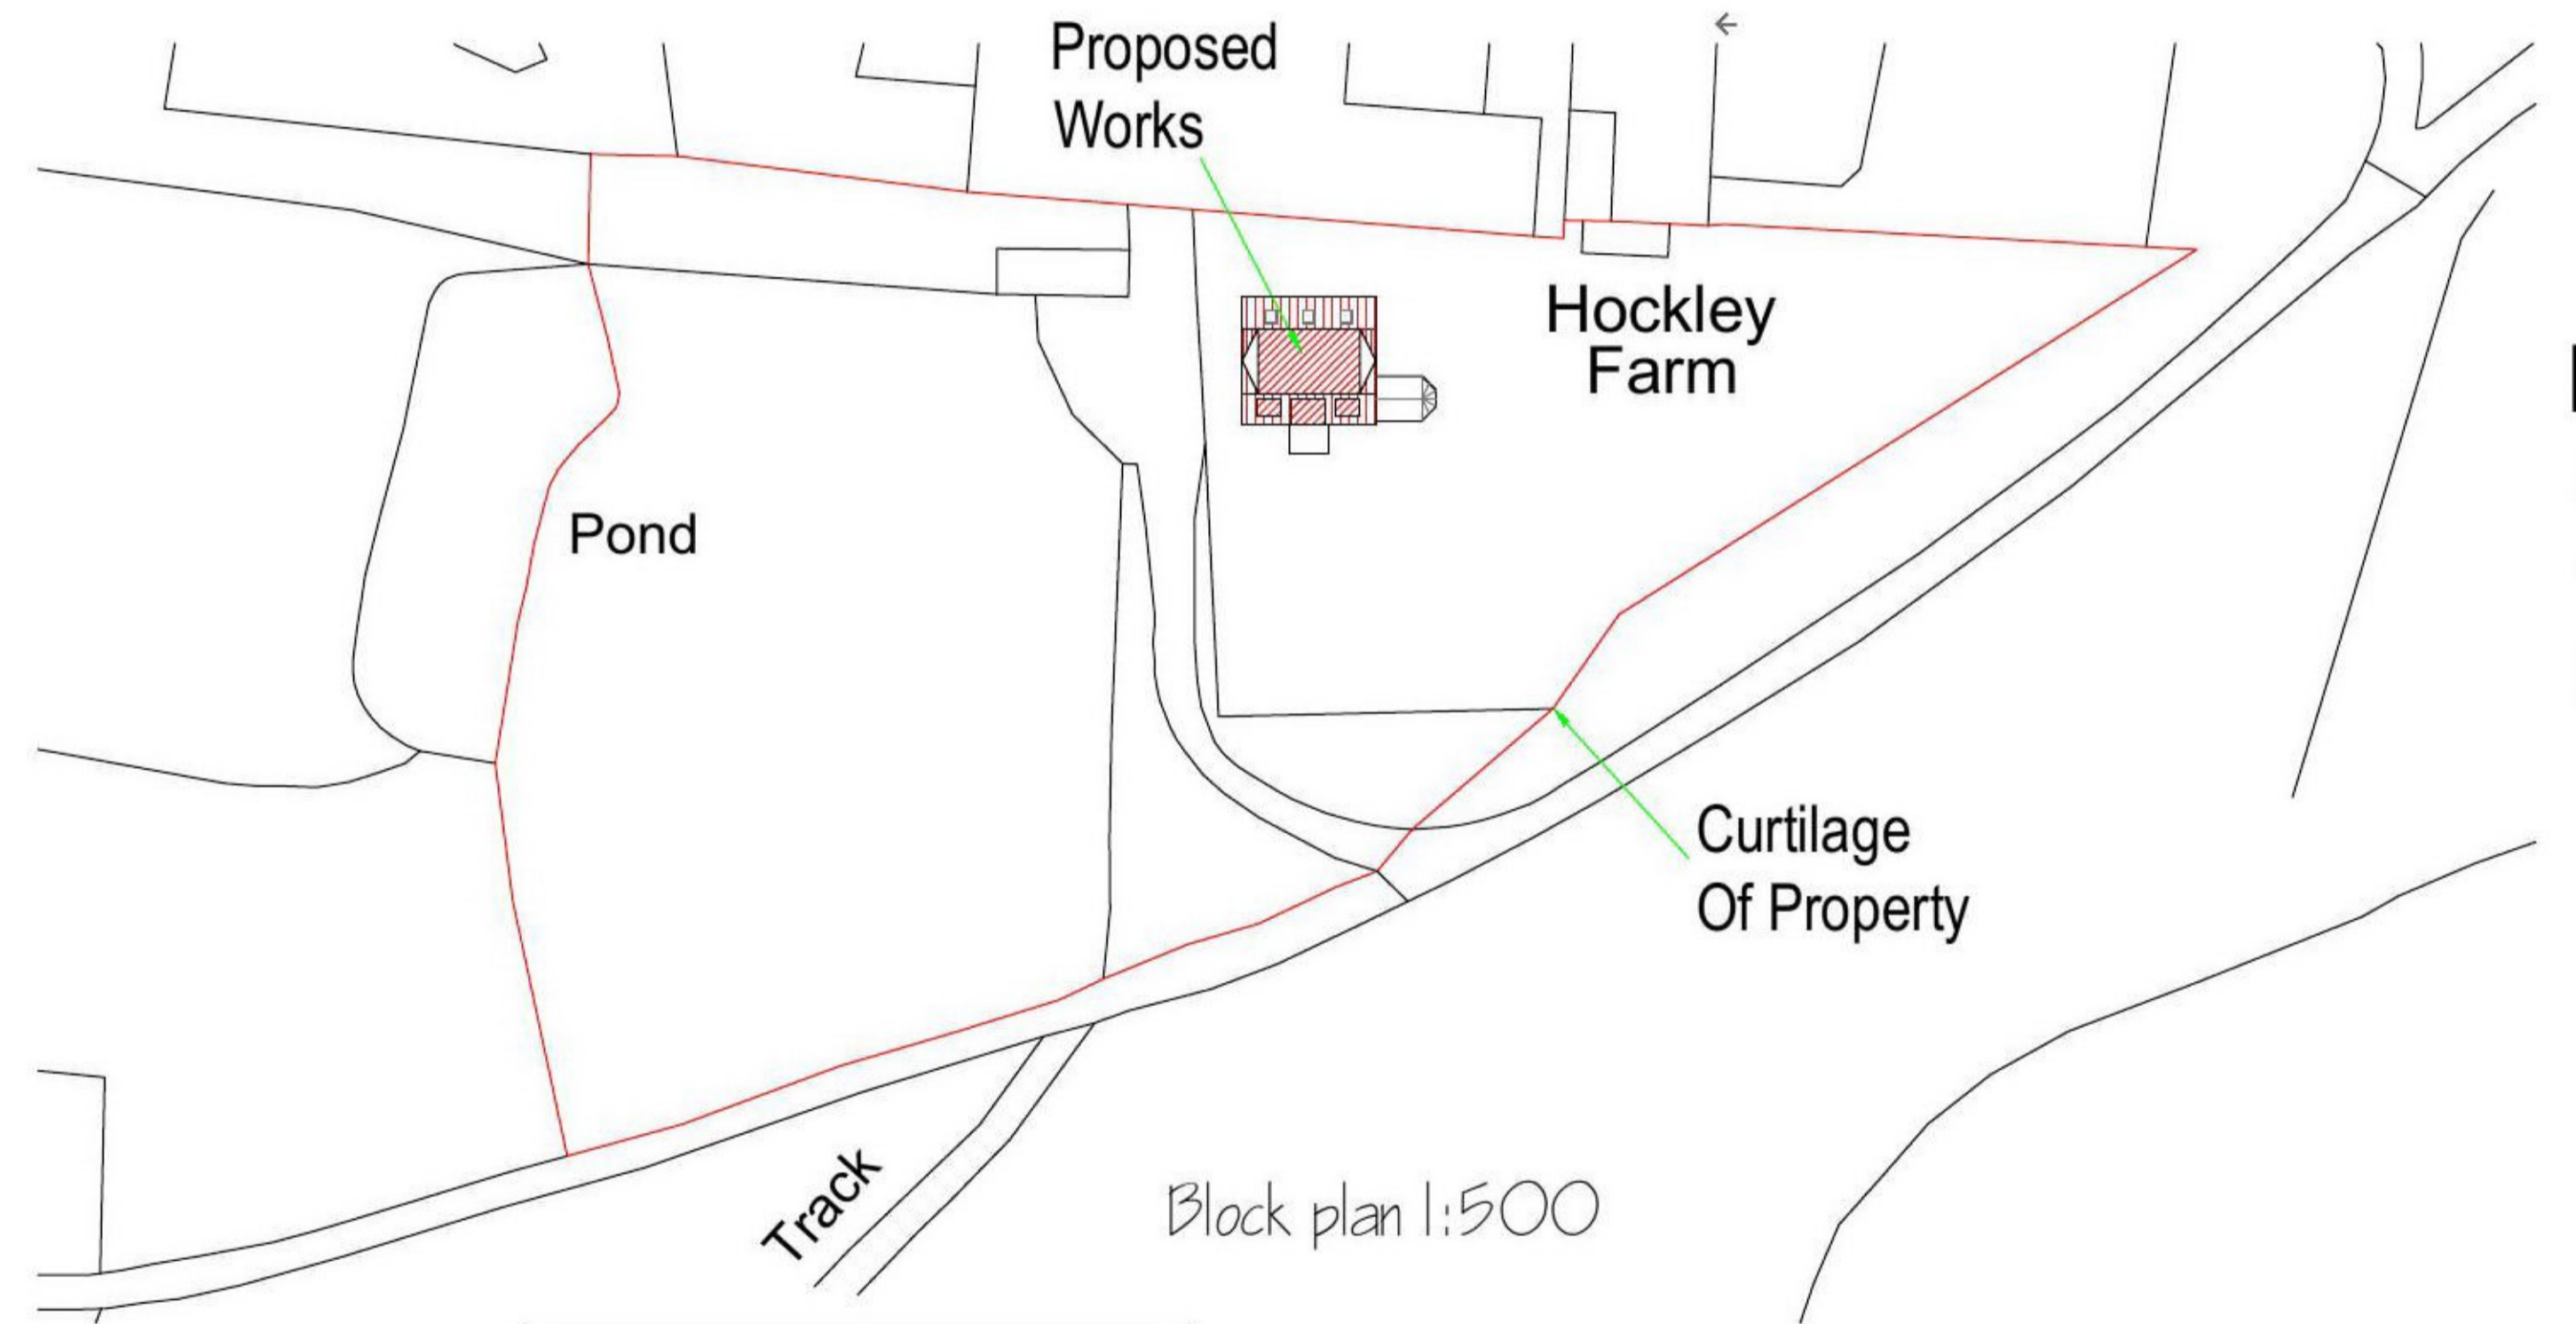 Proposed
Works
Hockley
Farm
Pond
Curtilage
Of Property
Track
Block plan 1:500